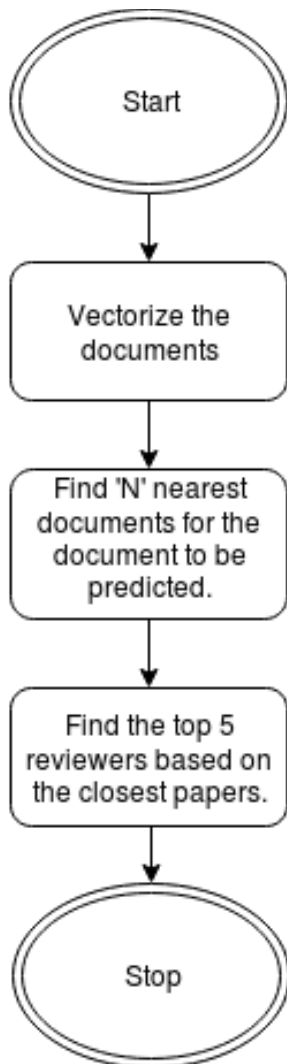 Start
Vectorize the
documents
Find 'N' nearest
documents for the
document to be
predicted.
Find the top 5
reviewers based on
the closest papers.
Stop